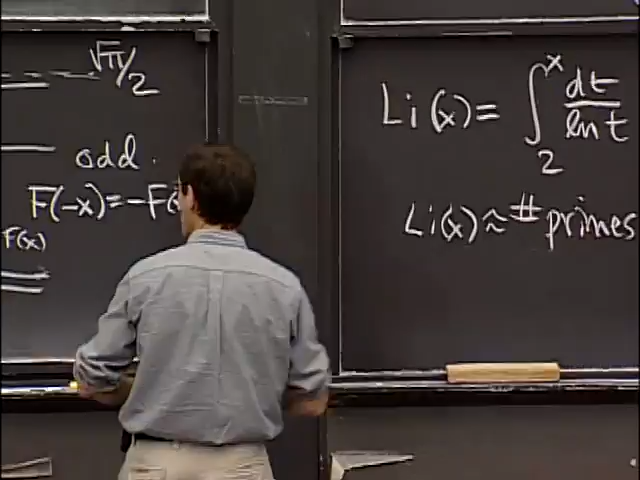 √π/2
odd.
F(-x)=-F(
F(x)
Li(x) = ∫₂ˣ dt/ln t
Li(x) ≈ # primes